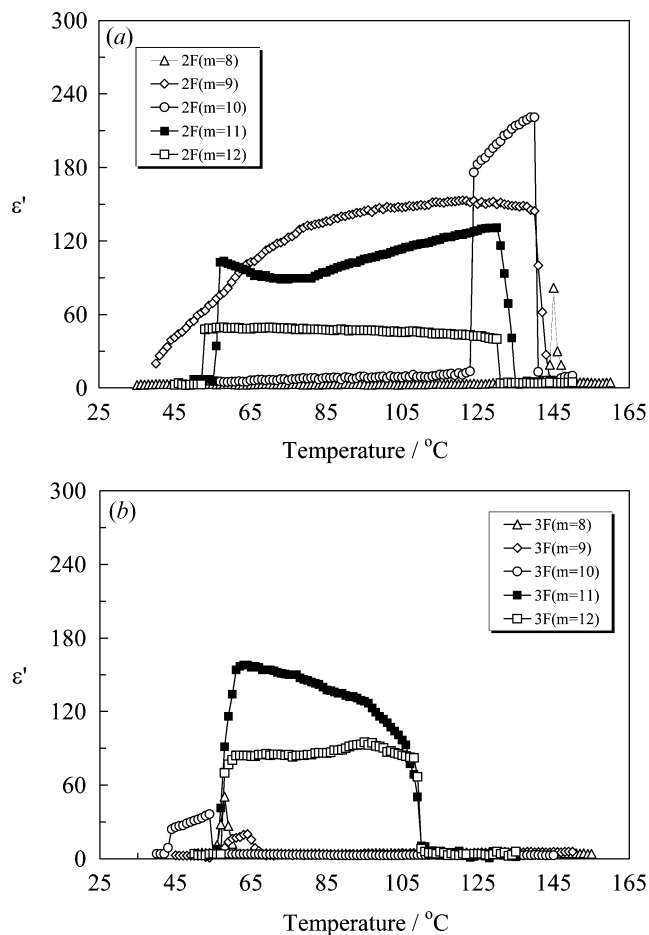 300
(a)
2F(m=8)
2F(m=9)
2F(m=10)
2F(m=11)
2F(m=12)
240
180
ε'
120
60
0
25 45 65 85 105 125 145 165
Temperature / °C
300
(b)
3F(m=8)
3F(m=9)
3F(m=10)
3F(m=11)
3F(m=12)
240
180
ε'
120
60
0
25 45 65 85 105 125 145 165
Temperature / °C